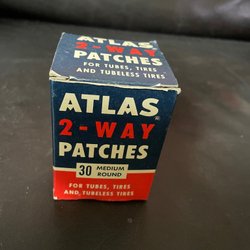 ATLAS
2-WAY
PATCHES
FOR TUBES, TIRES
AND TUBELESS TIRES
ATLAS®
2-WAY
PATCHES
30 MEDIUM
ROUND
FOR TUBES, TIRES
AND TUBELESS TIRES